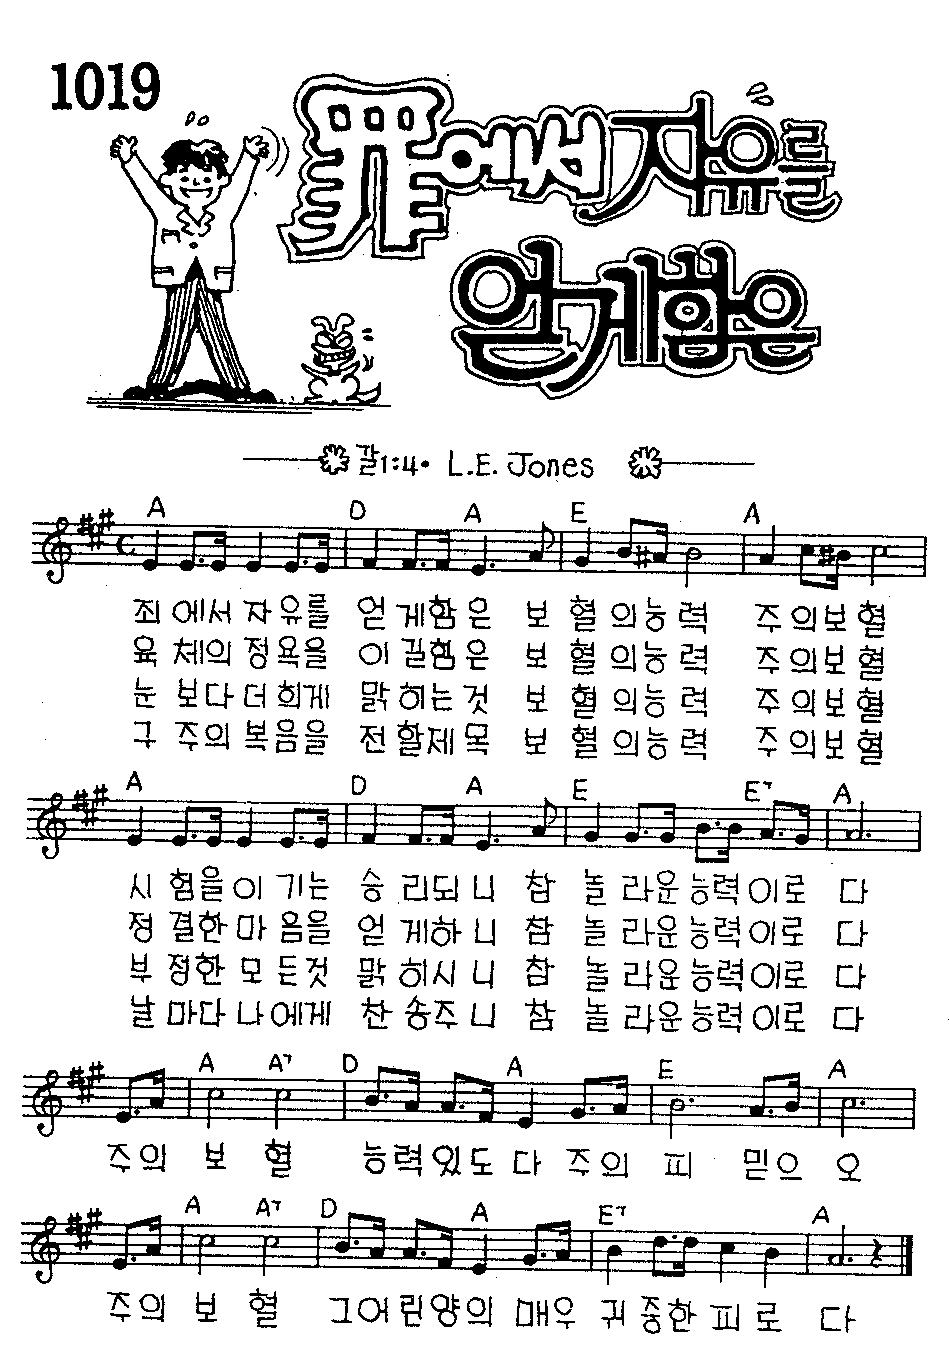 1019
罪에서 자유를
얻게함은
갈1:4• L.E. Jones
A D A E A
죄 에서 자 유를 얻 게함 은 보 혈 의능 력 주 의보 혈
육 체의 정 욕을 이 길힘 은 보 혈 의능 력 주 의보 혈
눈 보다 더 희게 맑 히는 것 보 혈 의능 력 주 의보 혈
구 주의 복 음을 전 할제 목 보 혈 의능 력 주 의보 혈
A D A E E7 A
시 험을 이 기는 승 리되 니 참 놀 라운 능력 이로 다
정 결한 마 음을 얻 게하 니 참 놀 라운 능력 이로 다
부 정한 모 든것 맑 히시 니 참 놀 라운 능력 이로 다
날 마다 나 에게 찬 송주 니 참 놀 라운 능력 이로 다
A A7 D A E A
주의 보 혈 능력 있도 다 주의 피 믿으 오
A A7 D A E7 A
주의 보 혈 그어 린양 의 매우 귀 중한 피 로 다